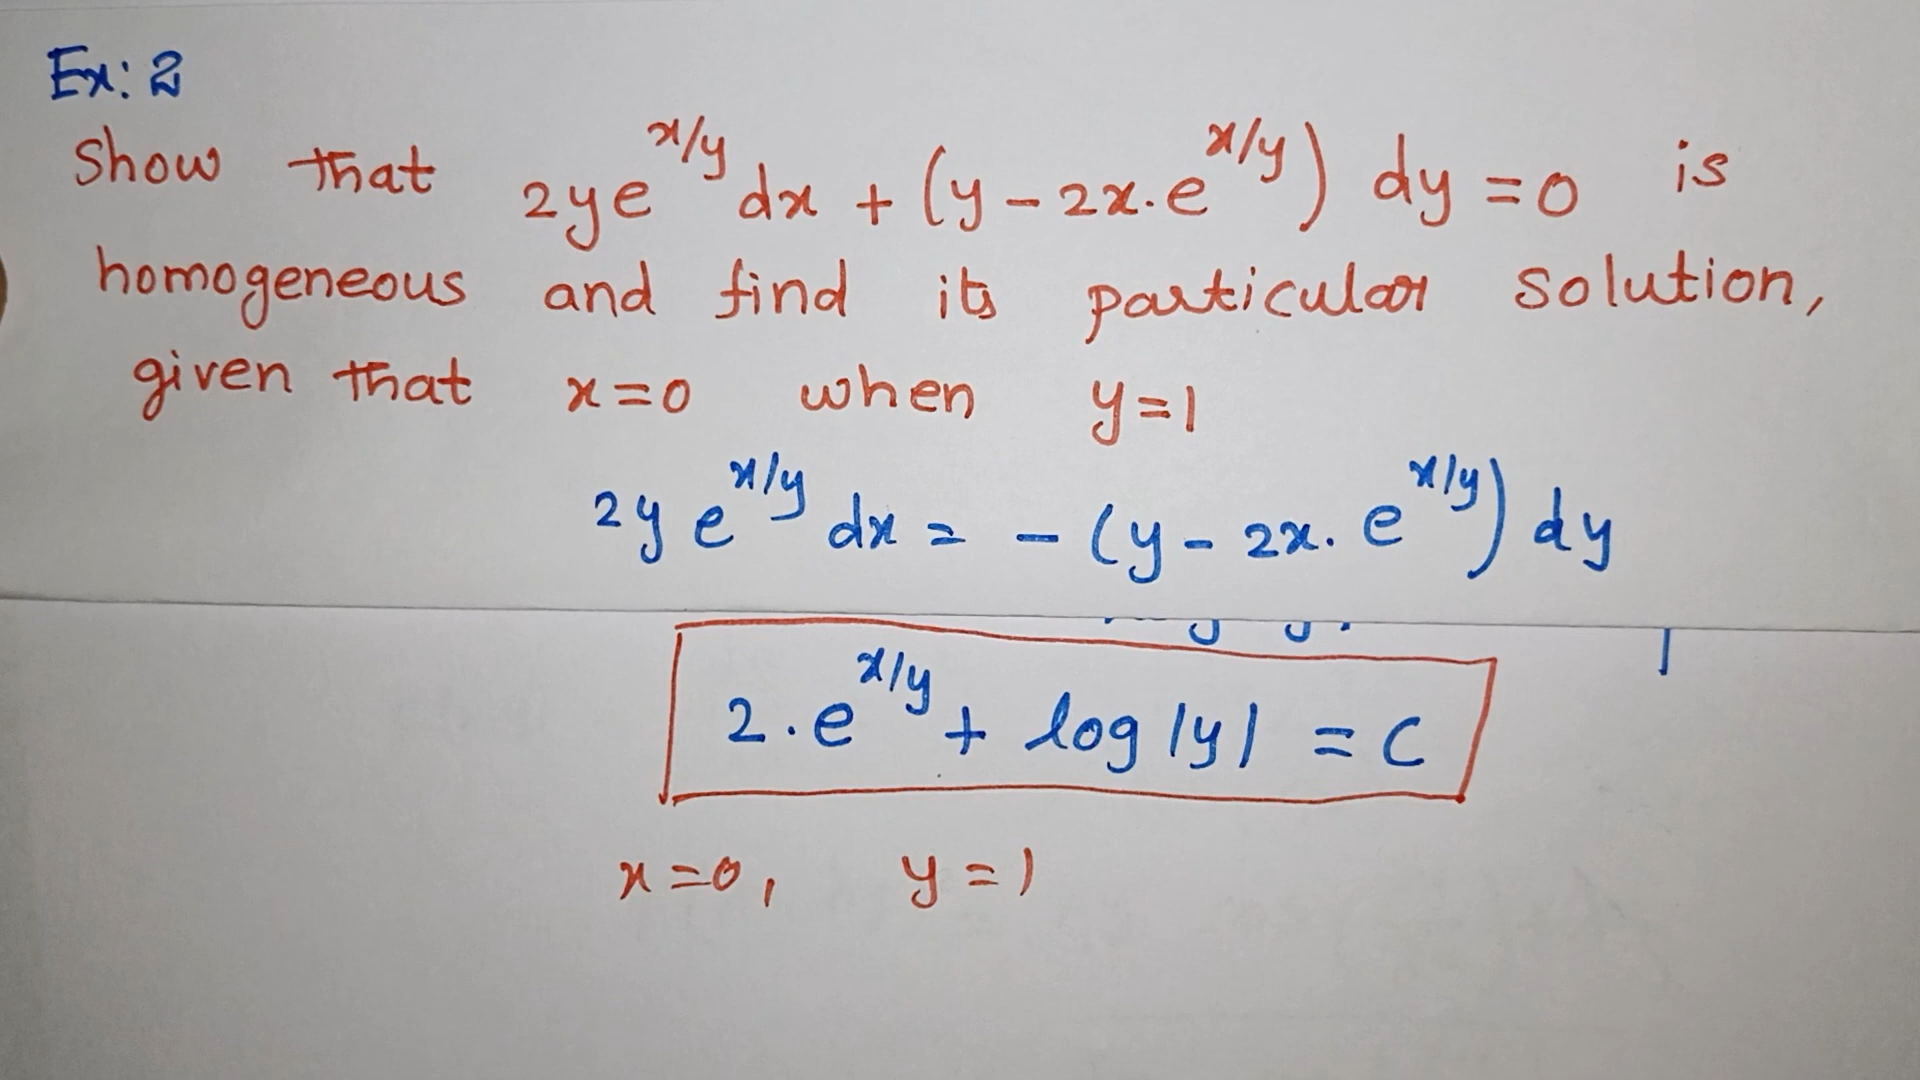 Ex: 2
Show that 2ye^{x/y} dx + (y - 2x.e^{x/y}) dy = 0 is
homogeneous and find its particular solution,
given that x=0 when y=1
2y e^{x/y} dx = - (y - 2x. e^{x/y}) dy
2.e^{x/y} + log |y| = C
x=0, y=1